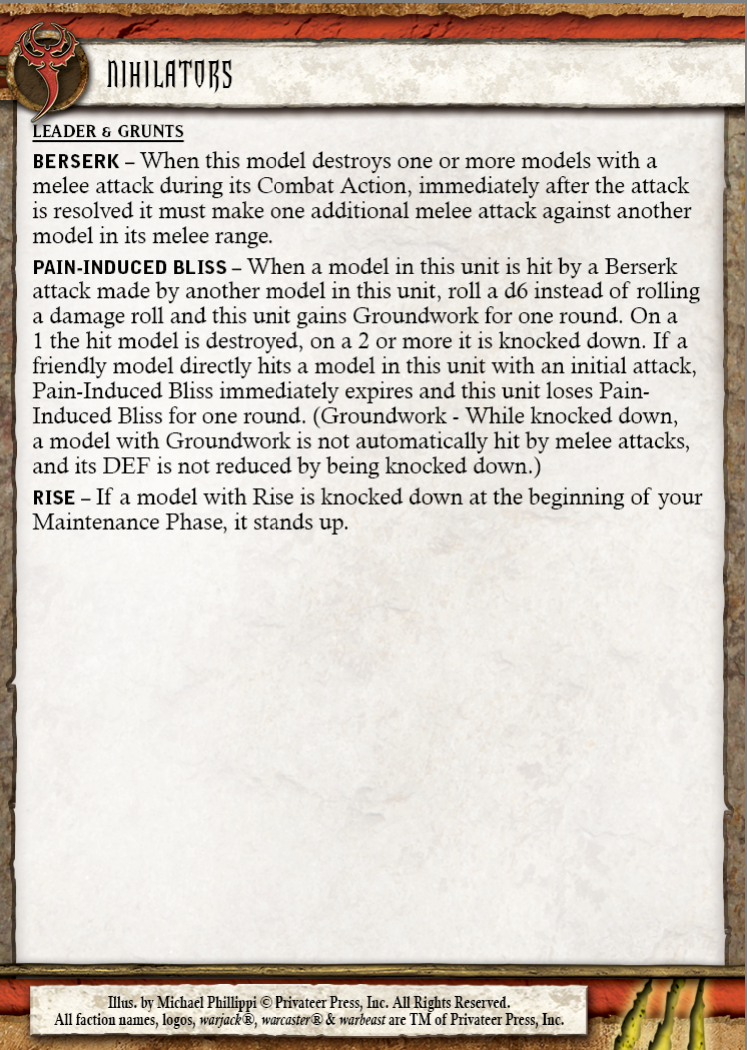 NIHILATORS
LEADER & GRUNTS
BERSERK – When this model destroys one or more models with a
melee attack during its Combat Action, immediately after the attack
is resolved it must make one additional melee attack against another
model in its melee range.
PAIN-INDUCED BLISS – When a model in this unit is hit by a Berserk
attack made by another model in this unit, roll a d6 instead of rolling
a damage roll and this unit gains Groundwork for one round. On a
1 the hit model is destroyed, on a 2 or more it is knocked down. If a
friendly model directly hits a model in this unit with an initial attack,
Pain-Induced Bliss immediately expires and this unit loses Pain-
Induced Bliss for one round. (Groundwork - While knocked down,
a model with Groundwork is not automatically hit by melee attacks,
and its DEF is not reduced by being knocked down.)
RISE – If a model with Rise is knocked down at the beginning of your
Maintenance Phase, it stands up.
Illus. by Michael Phillippi © Privateer Press, Inc. All Rights Reserved.
All faction names, logos, warjack®, warcaster® & warbeast are TM of Privateer Press, Inc.